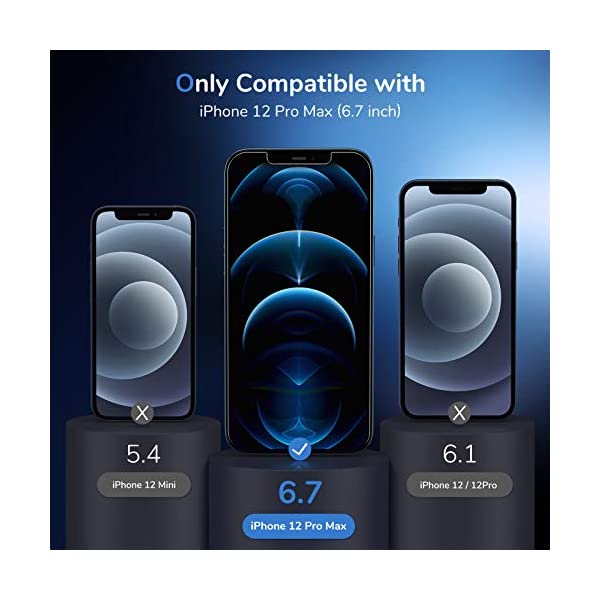 Only Compatible with
iPhone 12 Pro Max (6.7 inch)
X
5.4
iPhone 12 Mini
6.7
iPhone 12 Pro Max
X
6.1
iPhone 12 / 12Pro